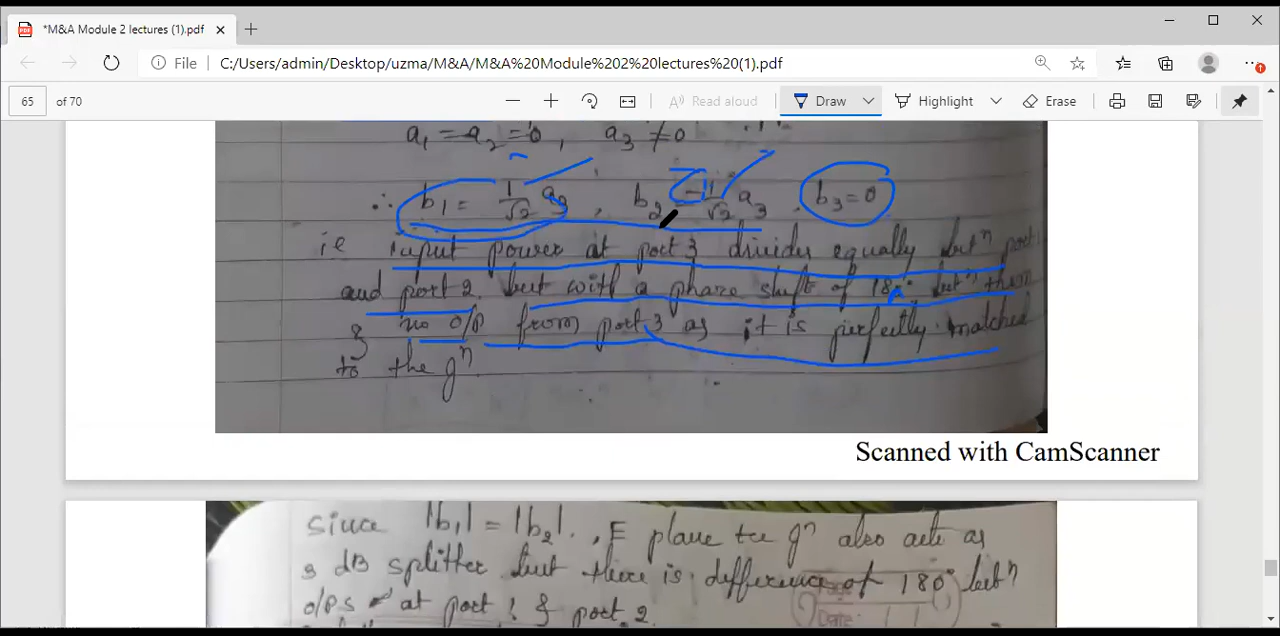 *M&A Module 2 lectures (1).pdf
File C:/Users/admin/Desktop/uzma/M&A/M&A%20Module%202%20lectures%20(1).pdf
65 of 70 Read aloud Draw Highlight Erase
a₁ = a₂ = 0, a₃ ≠ 0
∴ b₁ = 1/√2 a₃, b₂ = -1/√2 a₃, b₃ = 0
ie input power at port 3 divides equally betⁿ port
and port 2. but with a phase shift of 180° betⁿ them
& no O/P from port 3 as it is perfectly matched
to the gⁿ.
Scanned with CamScanner
Since |b₁| = |b₂|. , E plane tee gⁿ also acts as
3 dB splitter but there is difference of 180° betⁿ
O/PS at port 1 & port 2.